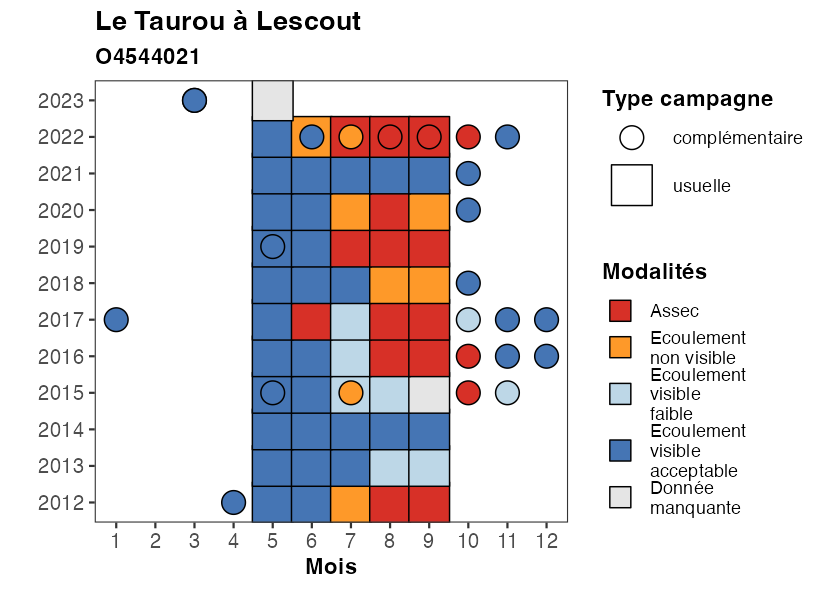 Le Taurou à Lescout
O4544021
2023
2022
2021
2020
2019
2018
2017
2016
2015
2014
2013
2012
1 2 3 4 5 6 7 8 9 10 11 12
Mois
Type campagne
complémentaire
usuelle
Modalités
Assec
Ecoulement
non visible
Ecoulement
visible
faible
Ecoulement
visible
acceptable
Donnée
manquante